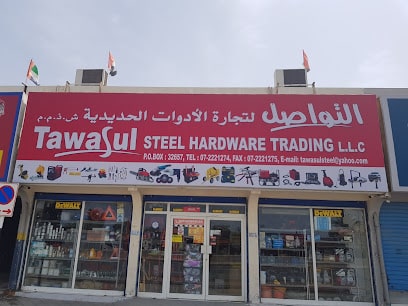 التواصل لتجارة الأدوات الحديدية ش.ذ.م.م
Tawasul STEEL HARDWARE TRADING L.L.C
P.O.BOX : 32657, TEL : 07-2221274, FAX : 07-2221275, E-mail: tawasulsteel@yahoo.com
DEWALT
DEWALT